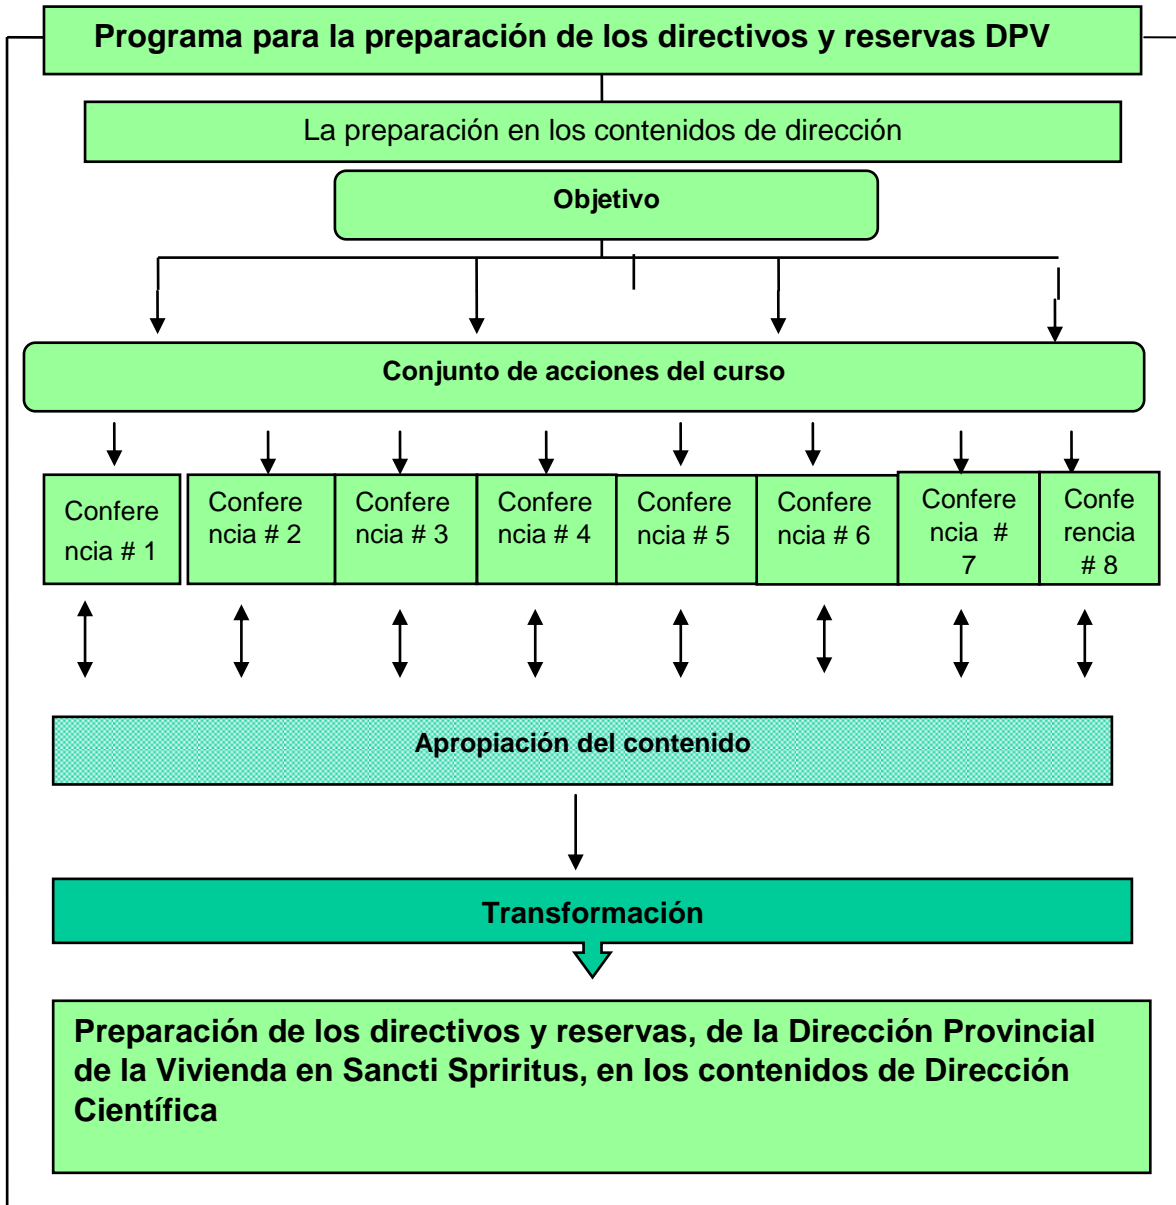 Programa para la preparación de los directivos y reservas DPV
La preparación en los contenidos de dirección
Objetivo
Conjunto de acciones del curso
Confere
ncia # 1
Confere
ncia # 2
Confere
ncia # 3
Confere
ncia # 4
Confere
ncia # 5
Confere
ncia # 6
Confere
ncia #
7
Confe
rencia
# 8
Apropiación del contenido
Transformación
Preparación de los directivos y reservas, de la Dirección Provincial
de la Vivienda en Sancti Spriritus, en los contenidos de Dirección
Científica